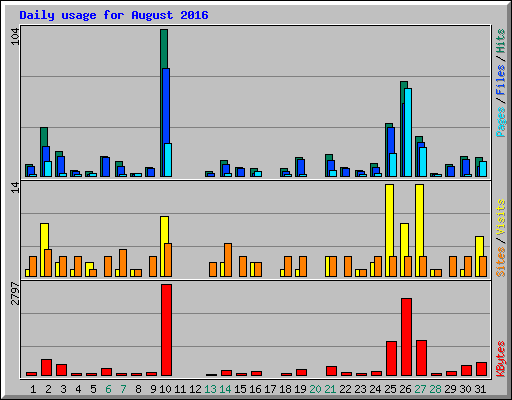 Daily usage for August 2016
104
Pages / Files / Hits
14
Sites / Visits
2797
KBytes
1 2 3 4 5 6 7 8 9 10 11 12 13 14 15 16 17 18 19 20 21 22 23 24 25 26 27 28 29 30 31